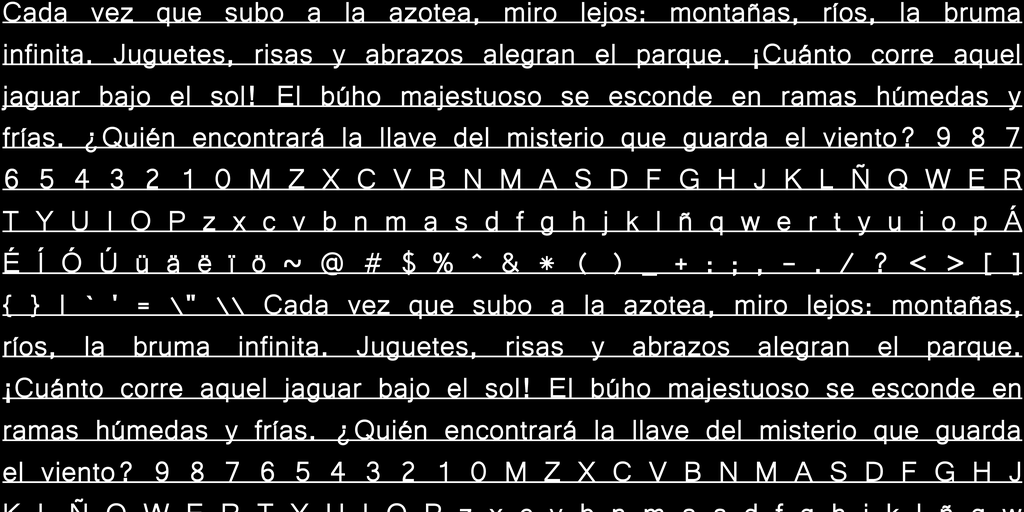 Cada vez que subo a la azotea, miro lejos: montañas, ríos, la bruma
infinita. Juguetes, risas y abrazos alegran el parque. ¡Cuánto corre aquel
jaguar bajo el sol! El búho majestuoso se esconde en ramas húmedas y
frías. ¿Quién encontrará la llave del misterio que guarda el viento? 9 8 7
6 5 4 3 2 1 0 M Z X C V B N M A S D F G H J K L Ñ Q W E R
T Y U I O P z x c v b n m a s d f g h j k l ñ q w e r t y u i o p Á
É Í Ó Ú ü ä ë ï ö ~ @ # $ % ^ & * ( ) _ + : ; , - . / ? < > [ ]
{ } | ` ' = \" \\ Cada vez que subo a la azotea, miro lejos: montañas,
ríos, la bruma infinita. Juguetes, risas y abrazos alegran el parque.
¡Cuánto corre aquel jaguar bajo el sol! El búho majestuoso se esconde en
ramas húmedas y frías. ¿Quién encontrará la llave del misterio que guarda
el viento? 9 8 7 6 5 4 3 2 1 0 M Z X C V B N M A S D F G H J
K L Ñ Q W E R T Y U I O P z x c v b n m a s d f g h j k l ñ q w